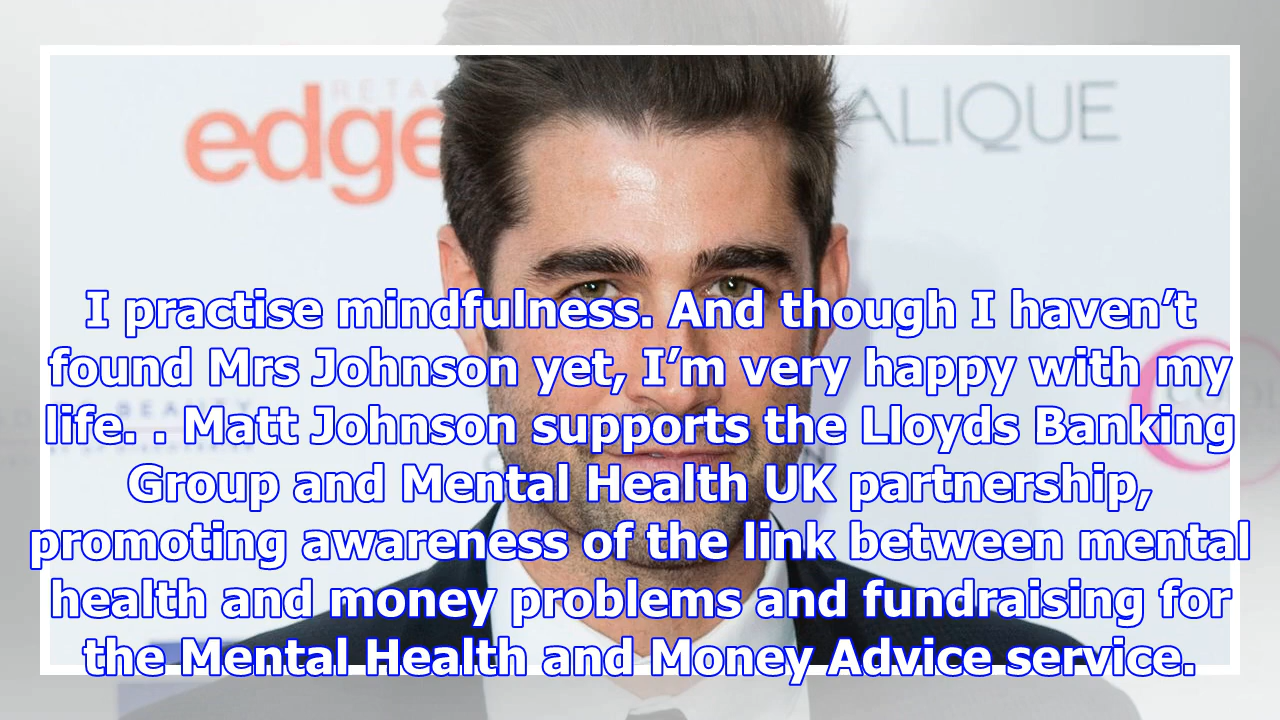 RETA
edge
ALIQUE
I practise mindfulness. And though I haven’t
found Mrs Johnson yet, I’m very happy with my
life. . Matt Johnson supports the Lloyds Banking
Group and Mental Health UK partnership,
promoting awareness of the link between mental
health and money problems and fundraising for
the Mental Health and Money Advice service.
BEAUTY